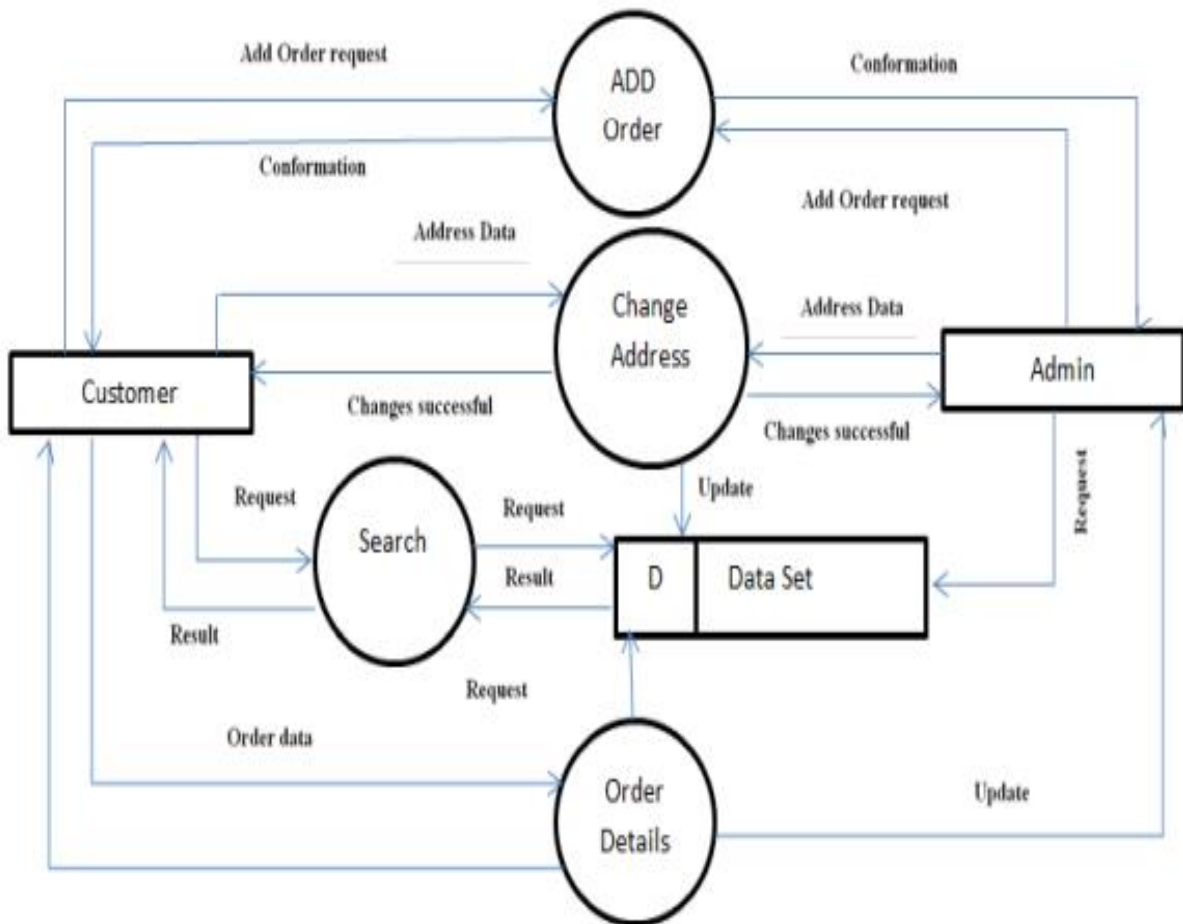 Add Order request
ADD
Order
Conformation
Conformation
Add Order request
Address Data
Change
Address
Address Data
Customer
Admin
Changes successful
Changes successful
Request
Search
Request
Update
Request
Result
D
Data Set
Result
Request
Order data
Order
Details
Update